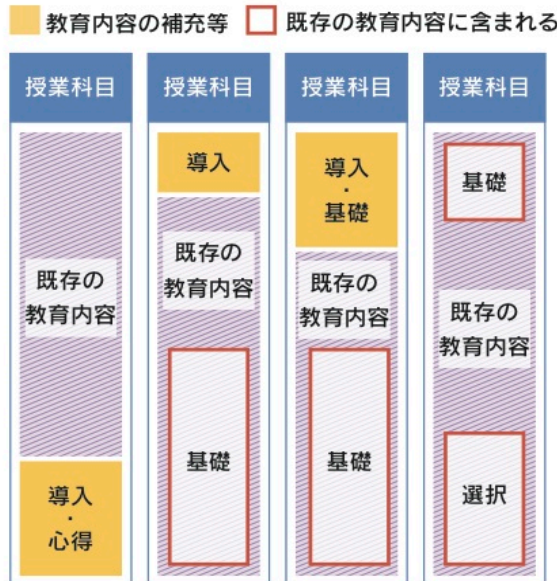 教育内容の補充等
既存の教育内容に含まれる
授業科目
既存の
教育内容
導入
・
心得
授業科目
導入
既存の
教育内容
基礎
授業科目
導入
・
基礎
既存の
教育内容
基礎
授業科目
基礎
既存の
教育内容
選択